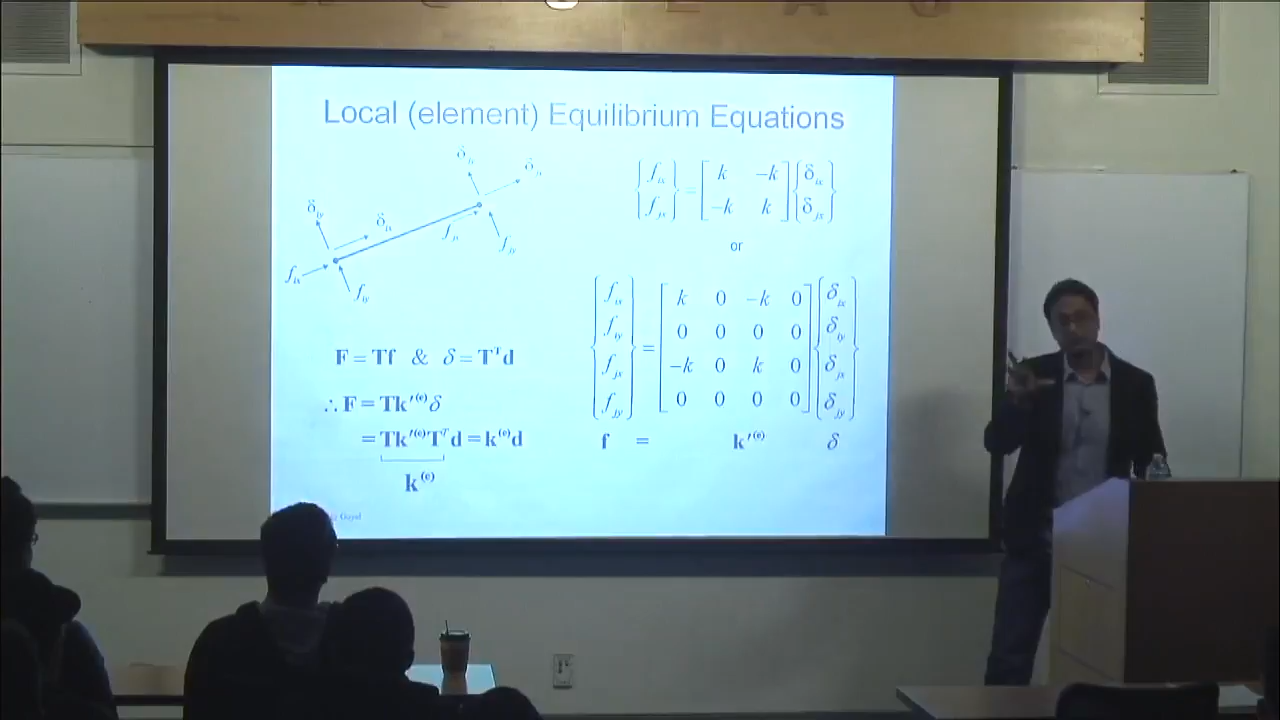 Local (element) Equilibrium Equations
δ_jy
δ_jx
δ_iy
δ_ix
f_jx
f_jy
f_ix
f_iy
{f_ix f_jx} = [k −k −k k] {δ_ix δ_jx}
or
{f_ix f_iy f_jx f_jy} = [k 0 −k 0
0 0 0 0
−k 0 k 0
0 0 0 0] {δ_ix δ_iy δ_jx δ_jy}
f = k′^(e) δ
F = Tf & δ = T^T d
∴ F = Tk′^(e) δ
= Tk′^(e) T^T d = k^(e) d
k^(e)
Goyal